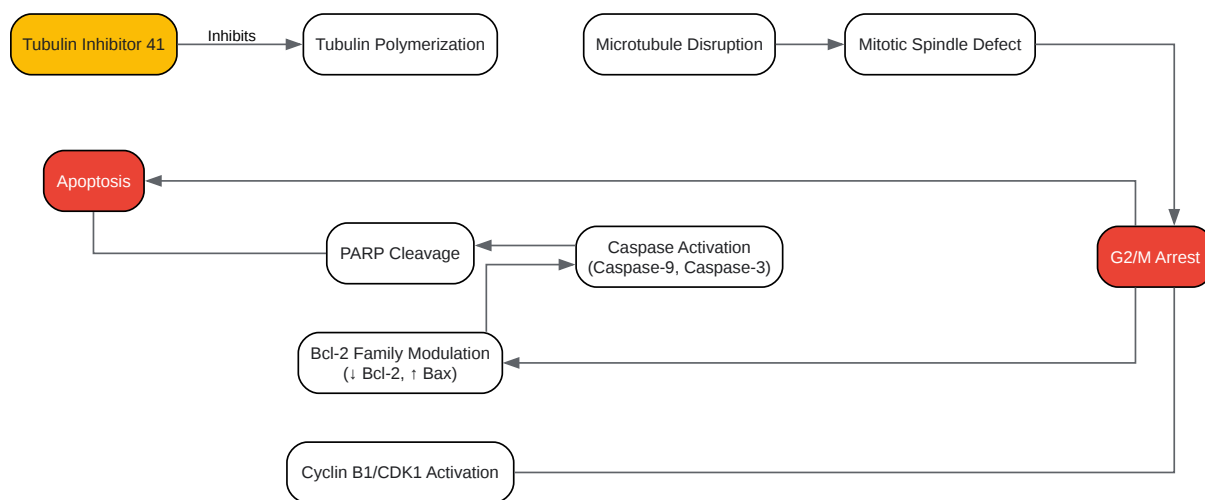 Tubulin Inhibitor 41
Inhibits
Tubulin Polymerization
Microtubule Disruption
Mitotic Spindle Defect
Apoptosis
PARP Cleavage
Caspase Activation
(Caspase-9, Caspase-3)
G2/M Arrest
Bcl-2 Family Modulation
(↓ Bcl-2, ↑ Bax)
Cyclin B1/CDK1 Activation